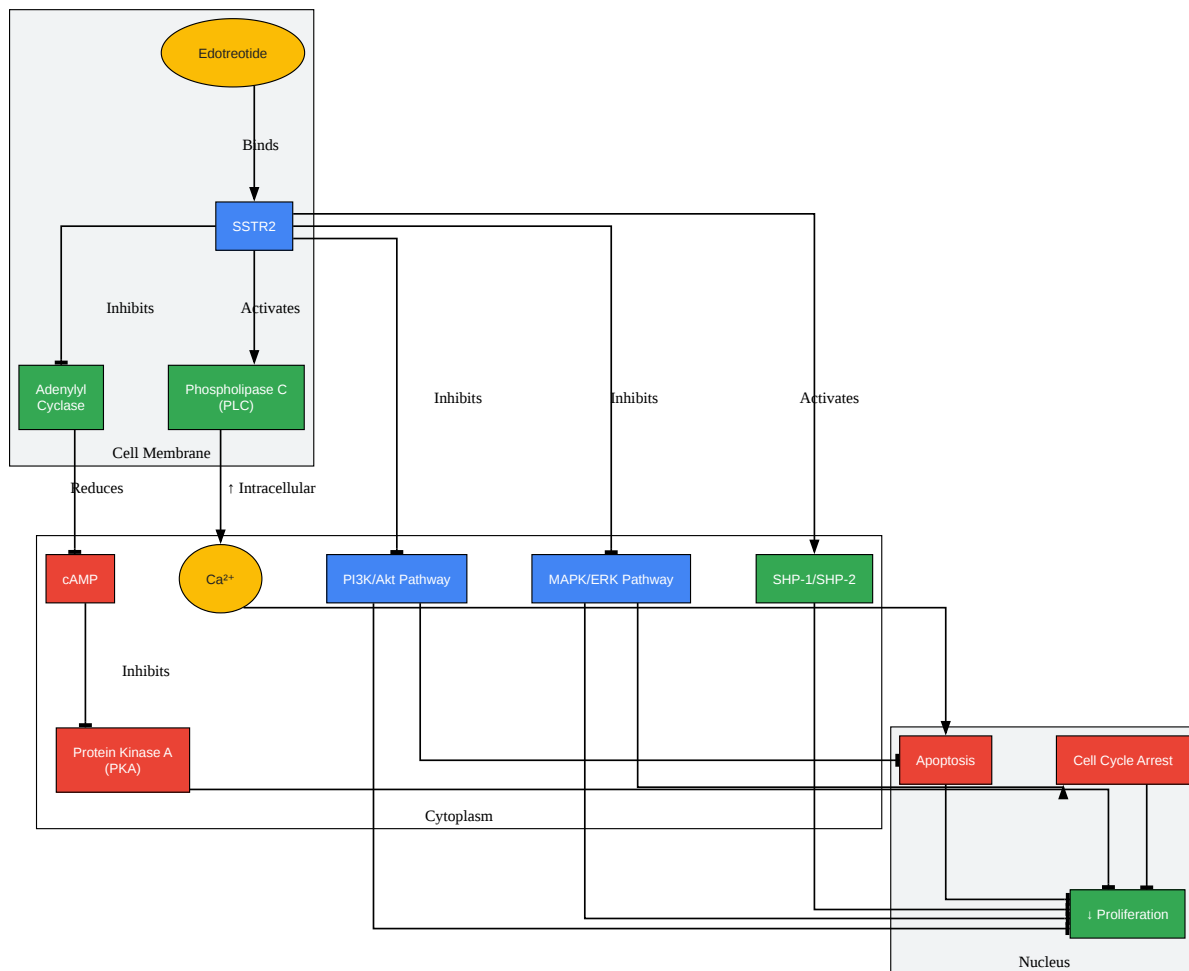 Edotreotide
Binds
SSTR2
Inhibits
Activates
Inhibits
Inhibits
Activates
Adenylyl
Cyclase
Phospholipase C
(PLC)
Cell Membrane
Reduces
↑ Intracellular
cAMP
Ca²⁺
PI3K/Akt Pathway
MAPK/ERK Pathway
SHP-1/SHP-2
Inhibits
Protein Kinase A
(PKA)
Apoptosis
Cell Cycle Arrest
Cytoplasm
↓ Proliferation
Nucleus